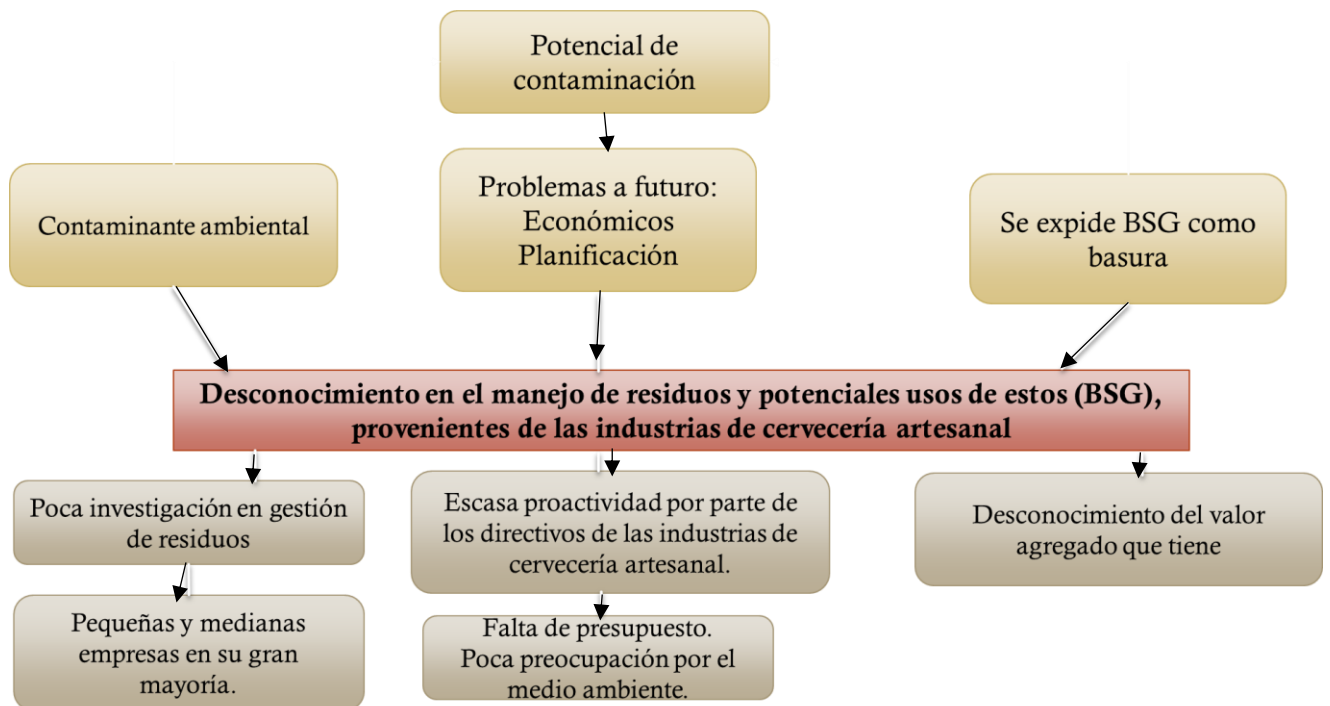 Potencial de
contaminación
Contaminante ambiental
Problemas a futuro:
Económicos
Planificación
Se expide BSG como
basura
Desconocimiento en el manejo de residuos y potenciales usos de estos (BSG),
provenientes de las industrias de cervecería artesanal
Poca investigación en gestión
de residuos
Escasa proactividad por parte de
los directivos de las industrias de
cervecería artesanal.
Desconocimiento del valor
agregado que tiene
Pequeñas y medianas
empresas en su gran
mayoría.
Falta de presupuesto.
Poca preocupación por el
medio ambiente.